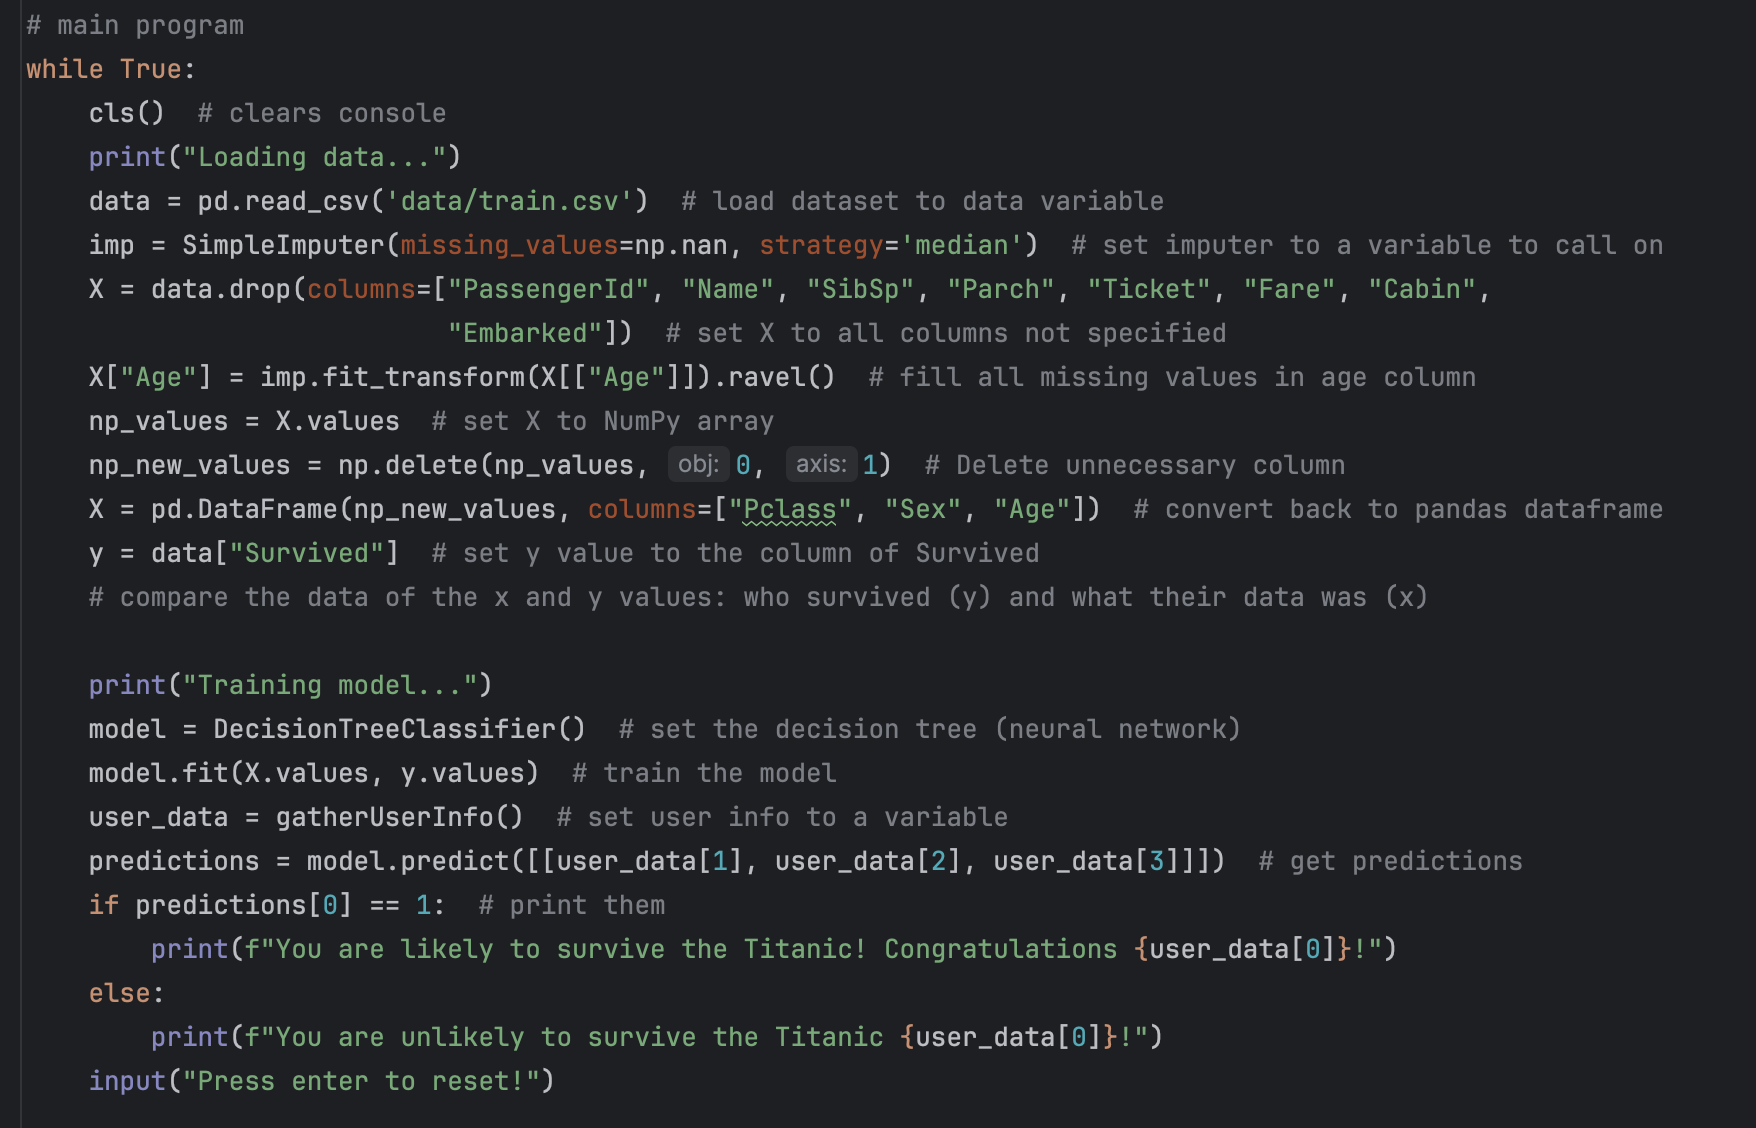 # main program
while True:
    cls()  # clears console
    print("Loading data...")
    data = pd.read_csv('data/train.csv')  # load dataset to data variable
    imp = SimpleImputer(missing_values=np.nan, strategy='median')  # set imputer to a variable to call on
    X = data.drop(columns=["PassengerId", "Name", "SibSp", "Parch", "Ticket", "Fare", "Cabin",
                           "Embarked"])  # set X to all columns not specified
    X["Age"] = imp.fit_transform(X[["Age"]]).ravel()  # fill all missing values in age column
    np_values = X.values  # set X to NumPy array
    np_new_values = np.delete(np_values, obj: 0, axis: 1)  # Delete unnecessary column
    X = pd.DataFrame(np_new_values, columns=["Pclass", "Sex", "Age"])  # convert back to pandas dataframe
    y = data["Survived"]  # set y value to the column of Survived
    # compare the data of the x and y values: who survived (y) and what their data was (x)

    print("Training model...")
    model = DecisionTreeClassifier()  # set the decision tree (neural network)
    model.fit(X.values, y.values)  # train the model
    user_data = gatherUserInfo()  # set user info to a variable
    predictions = model.predict([[user_data[1], user_data[2], user_data[3]]])  # get predictions
    if predictions[0] == 1:  # print them
        print(f"You are likely to survive the Titanic! Congratulations {user_data[0]}!")
    else:
        print(f"You are unlikely to survive the Titanic {user_data[0]}!")
    input("Press enter to reset!")